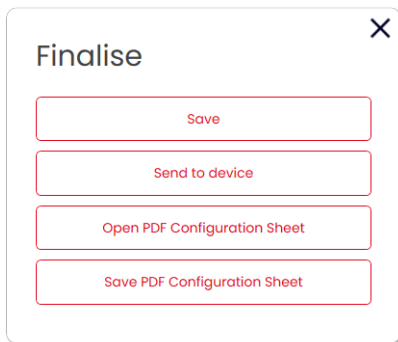 Finalise
Save
Send to device
Open PDF Configuration Sheet
Save PDF Configuration Sheet